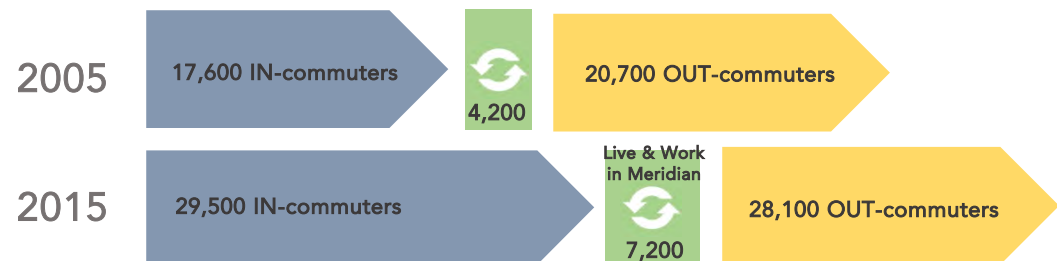 2005
17,600 IN-commuters
4,200
20,700 OUT-commuters
2015
29,500 IN-commuters
Live & Work
in Meridian
7,200
28,100 OUT-commuters